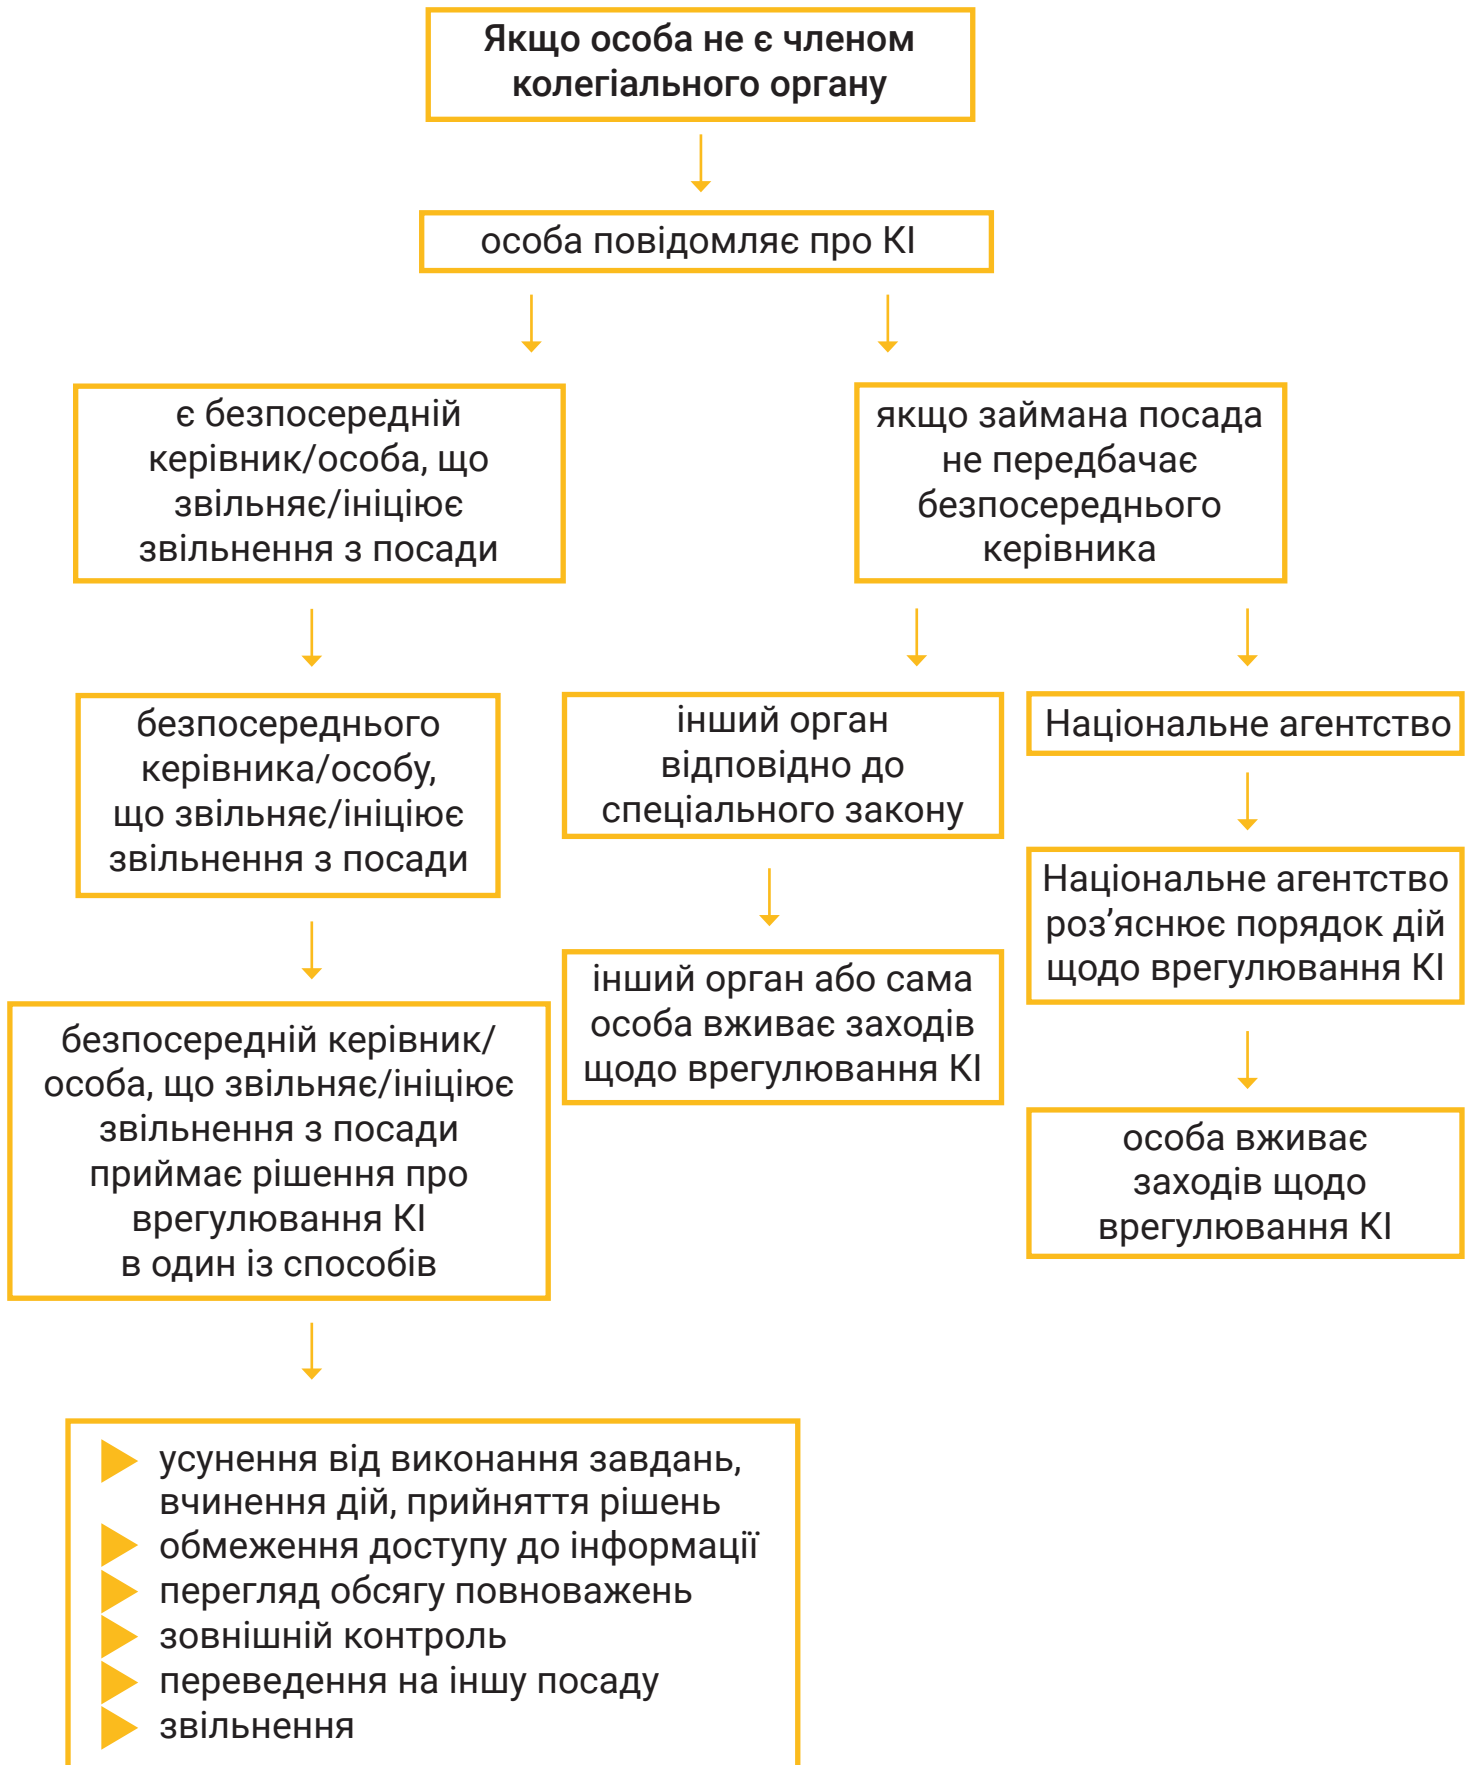 Якщо особа не є членом
колегіального органу
особа повідомляє про КІ
є безпосередній
керівник/особа, що
звільняє/ініціює
звільнення з посади
якщо займана посада
не передбачає
безпосереднього
керівника
безпосереднього
керівника/особу,
що звільняє/ініціює
звільнення з посади
інший орган
відповідно до
спеціального закону
Національне агентство
Національне агентство
роз’яснює порядок дій
щодо врегулювання КІ
інший орган або сама
особа вживає заходів
щодо врегулювання КІ
безпосередній керівник/
особа, що звільняє/ініціює
звільнення з посади
приймає рішення про
врегулювання КІ
в один із способів
особа вживає
заходів щодо
врегулювання КІ
усунення від виконання завдань,
вчинення дій, прийняття рішень
обмеження доступу до інформації
перегляд обсягу повноважень
зовнішній контроль
переведення на іншу посаду
звільнення